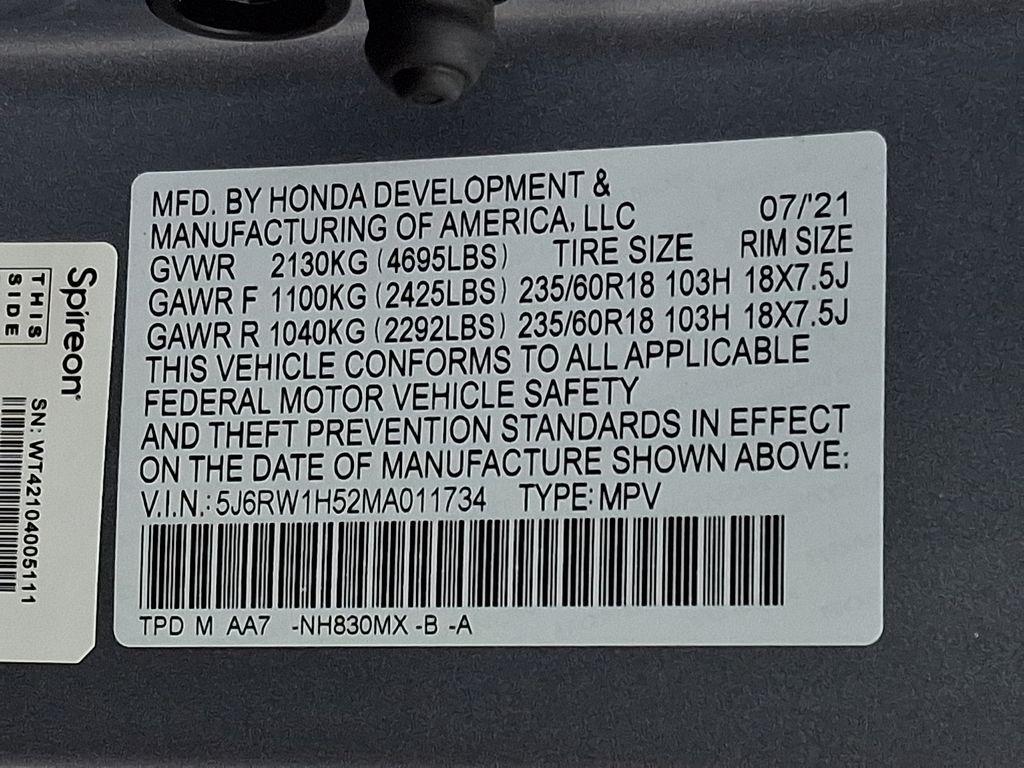 MFD. BY HONDA DEVELOPMENT &
MANUFACTURING OF AMERICA, LLC 07/'21
GVWR 2130KG (4695LBS) TIRE SIZE RIM SIZE
GAWR F 1100KG (2425LBS) 235/60R18 103H 18X7.5J
GAWR R 1040KG (2292LBS) 235/60R18 103H 18X7.5J
THIS VEHICLE CONFORMS TO ALL APPLICABLE
FEDERAL MOTOR VEHICLE SAFETY
AND THEFT PREVENTION STANDARDS IN EFFECT
ON THE DATE OF MANUFACTURE SHOWN ABOVE:
V.I.N.: 5J6RW1H52MA011734 TYPE: MPV
TPD M AA7 -NH830MX -B -A
Spireon
THIS
SIDE
SN: WT42104005111